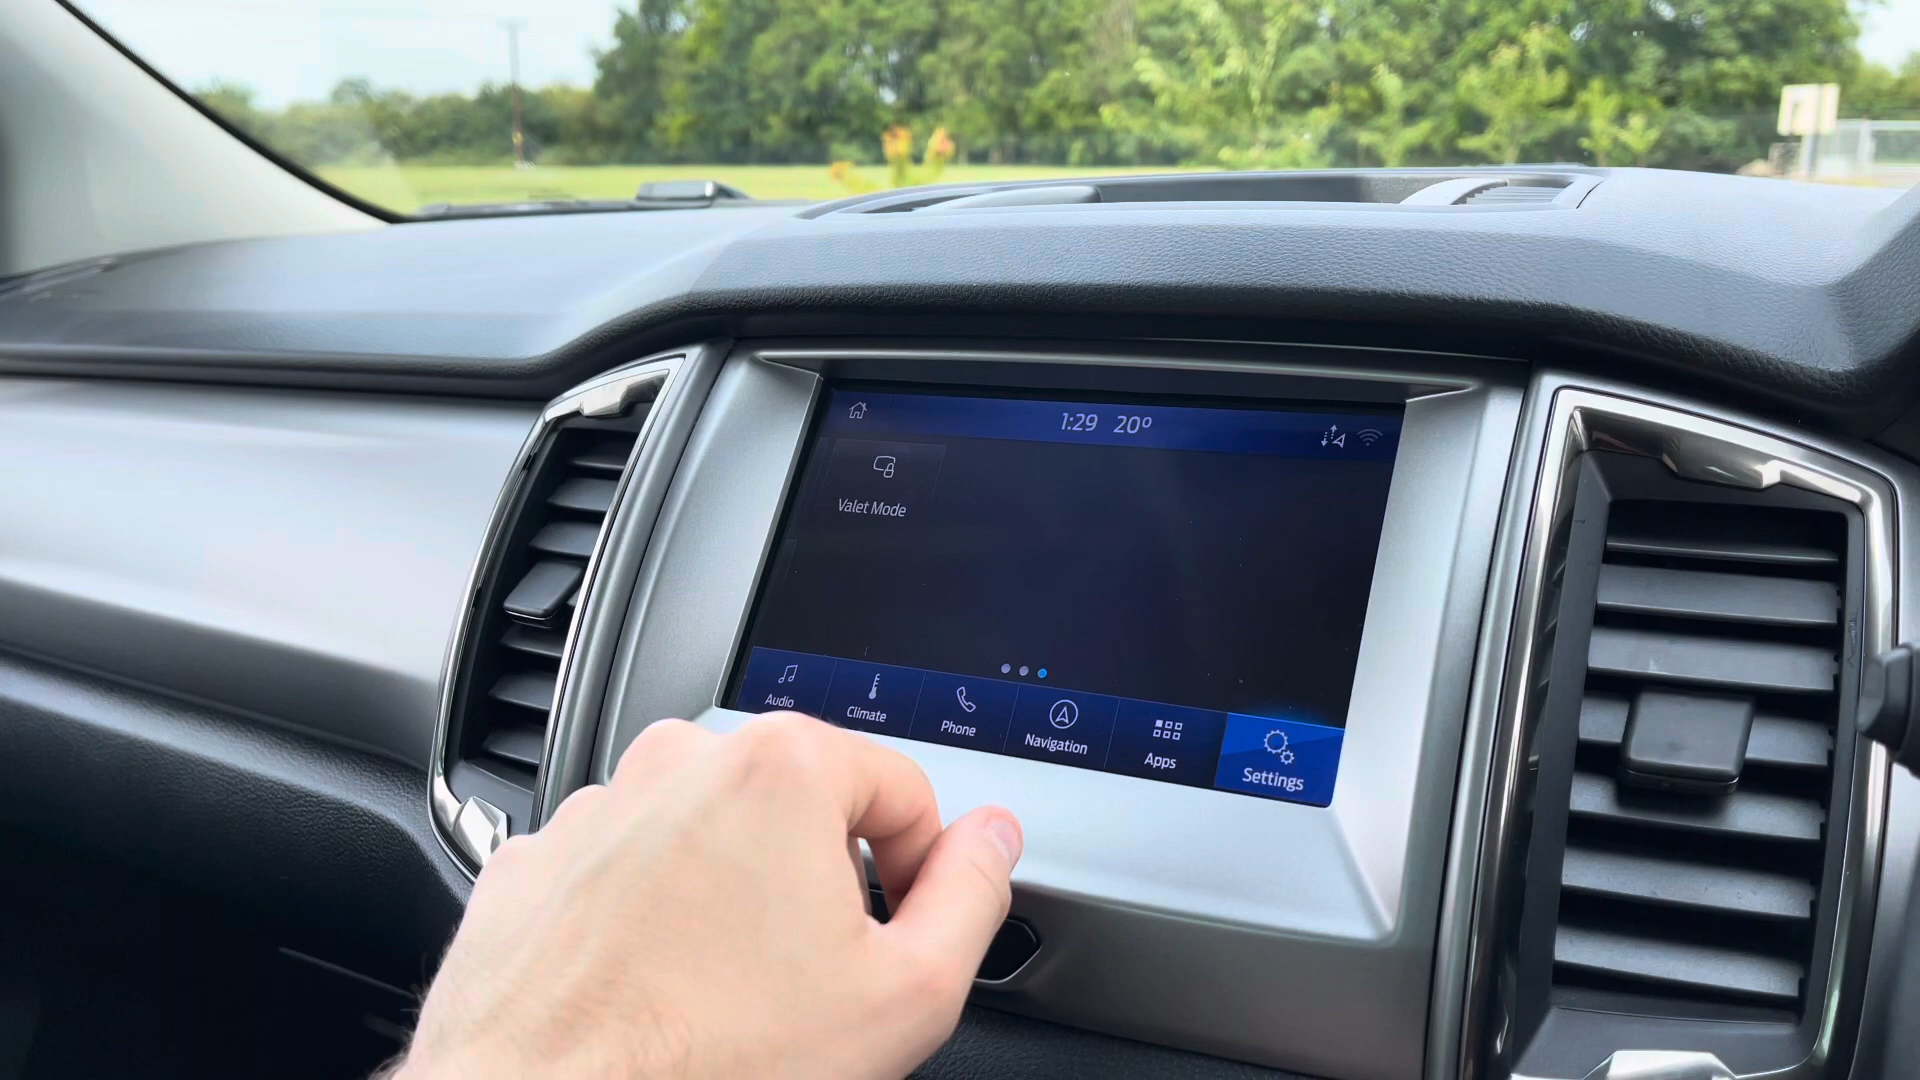 1:29 20°
Valet Mode
Audio
Climate
Phone
Navigation
Apps
Settings